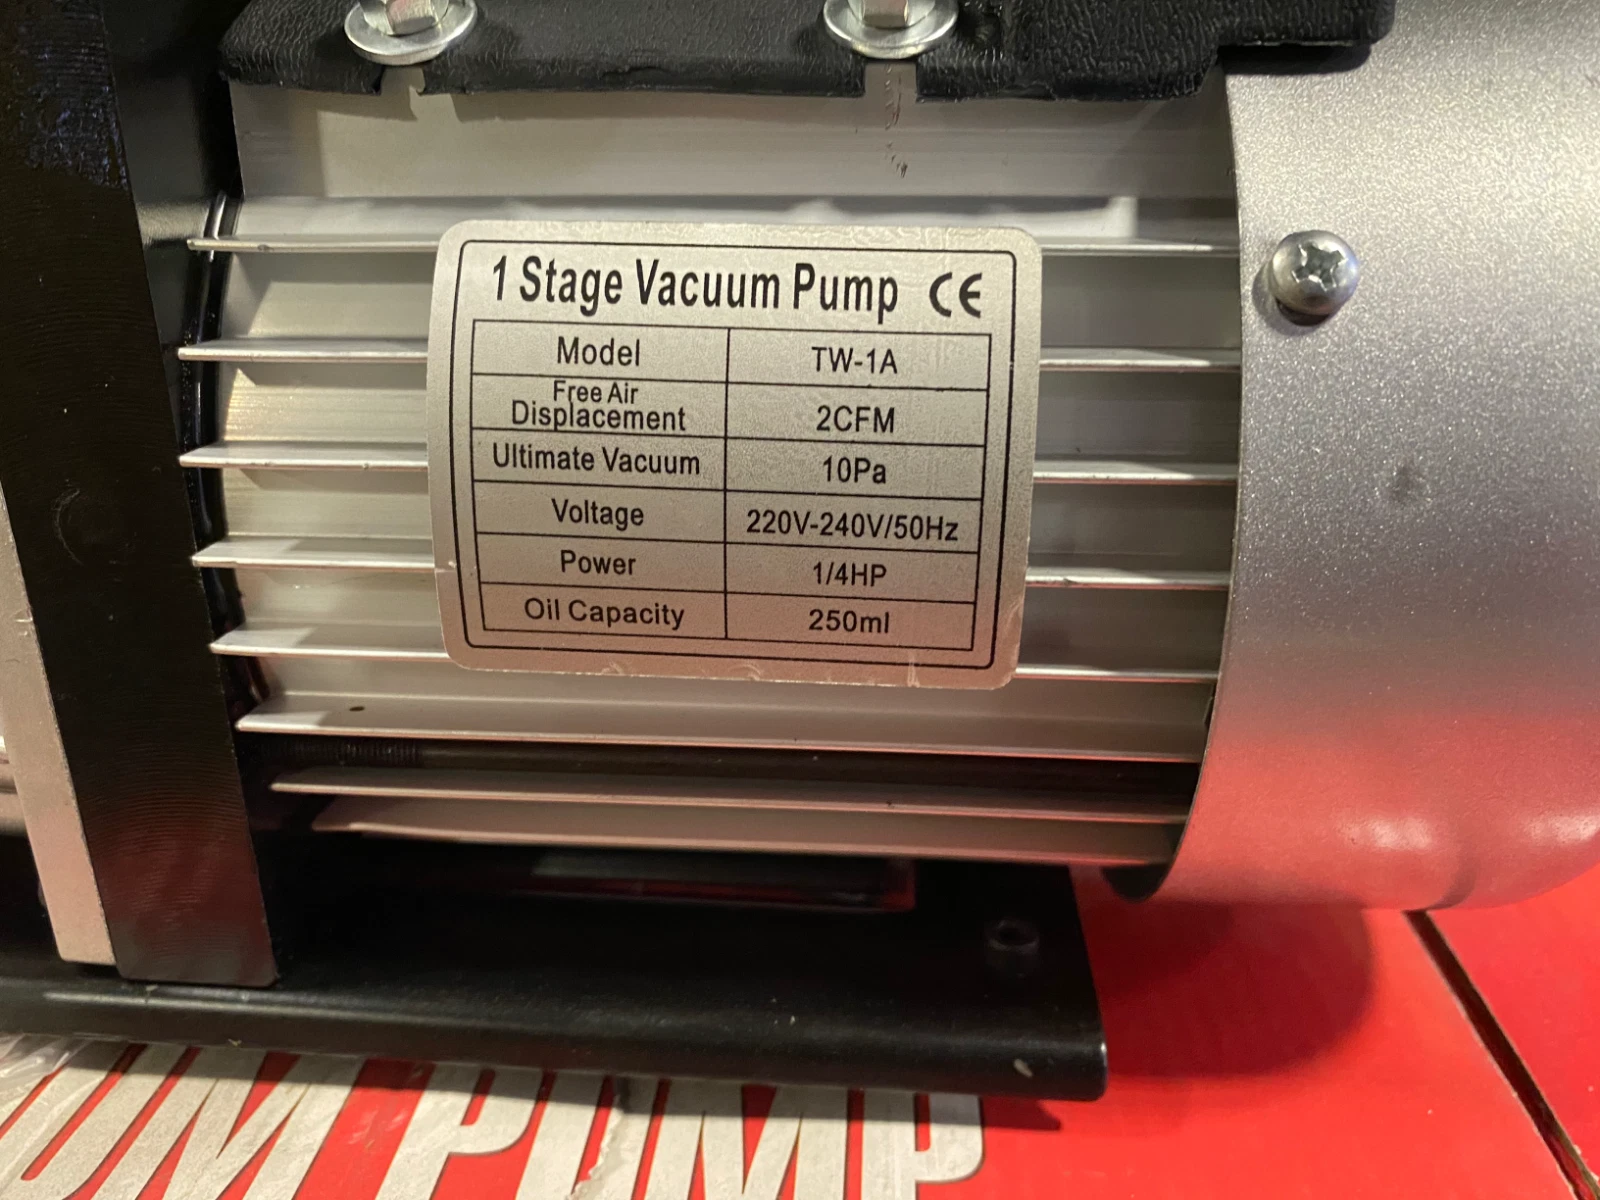 1 Stage Vacuum Pump CE
Model TW-1A
Free Air
Displacement 2CFM
Ultimate Vacuum 10Pa
Voltage 220V-240V/50Hz
Power 1/4HP
Oil Capacity 250ml
PUMP